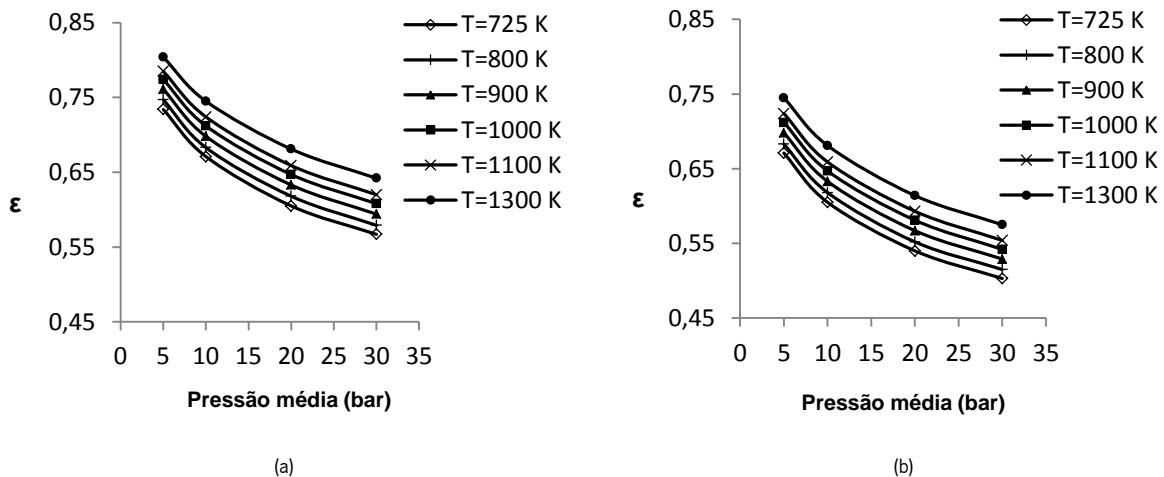 0,85
0,75
0,65
0,55
0,45
ε
0 5 10 15 20 25 30 35
Pressão média (bar)
T=725 K
T=800 K
T=900 K
T=1000 K
T=1100 K
T=1300 K
(a)
0,85
0,75
0,65
0,55
0,45
ε
0 5 10 15 20 25 30 35
Pressão média (bar)
T=725 K
T=800 K
T=900 K
T=1000 K
T=1100 K
T=1300 K
(b)